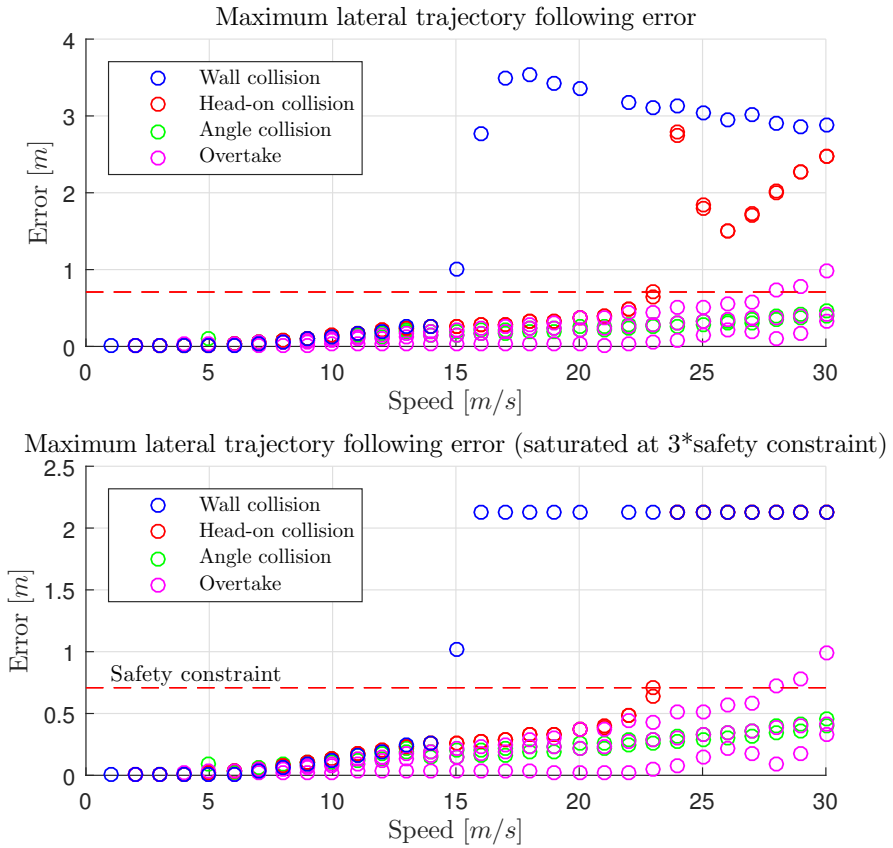 Maximum lateral trajectory following error
4
3
2
1
0
Error [m]
Wall collision
Head-on collision
Angle collision
Overtake
0 5 10 15 20 25 30
Speed [m/s]
Maximum lateral trajectory following error (saturated at 3*safety constraint)
2.5
2
1.5
1
0.5
0
Error [m]
Wall collision
Head-on collision
Angle collision
Overtake
Safety constraint
0 5 10 15 20 25 30
Speed [m/s]